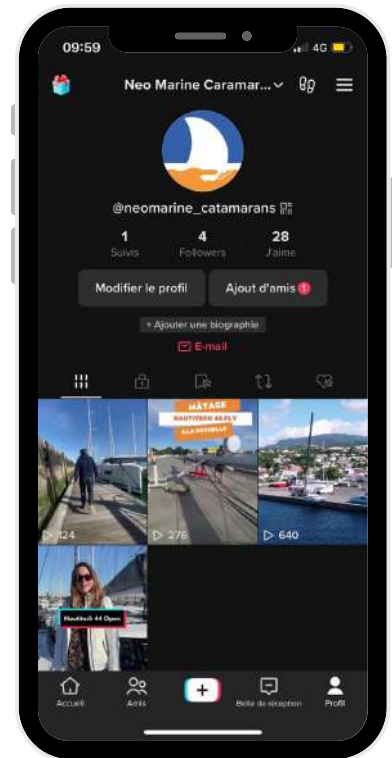 09:59
4G
Neo Marine Caramar...
@neomarine_catamarans
1
4
28
Suivis
Followers
J'aime
Modifier le profil
Ajout d'amis 1
+ Ajouter une biographie
E-mail
MÂTAGE
NAUTITECH 46 FLY
À LA ROCHELLE
124
276
640
Nautitech 44 Open
Accueil
Amis
Boîte de réception
Profil